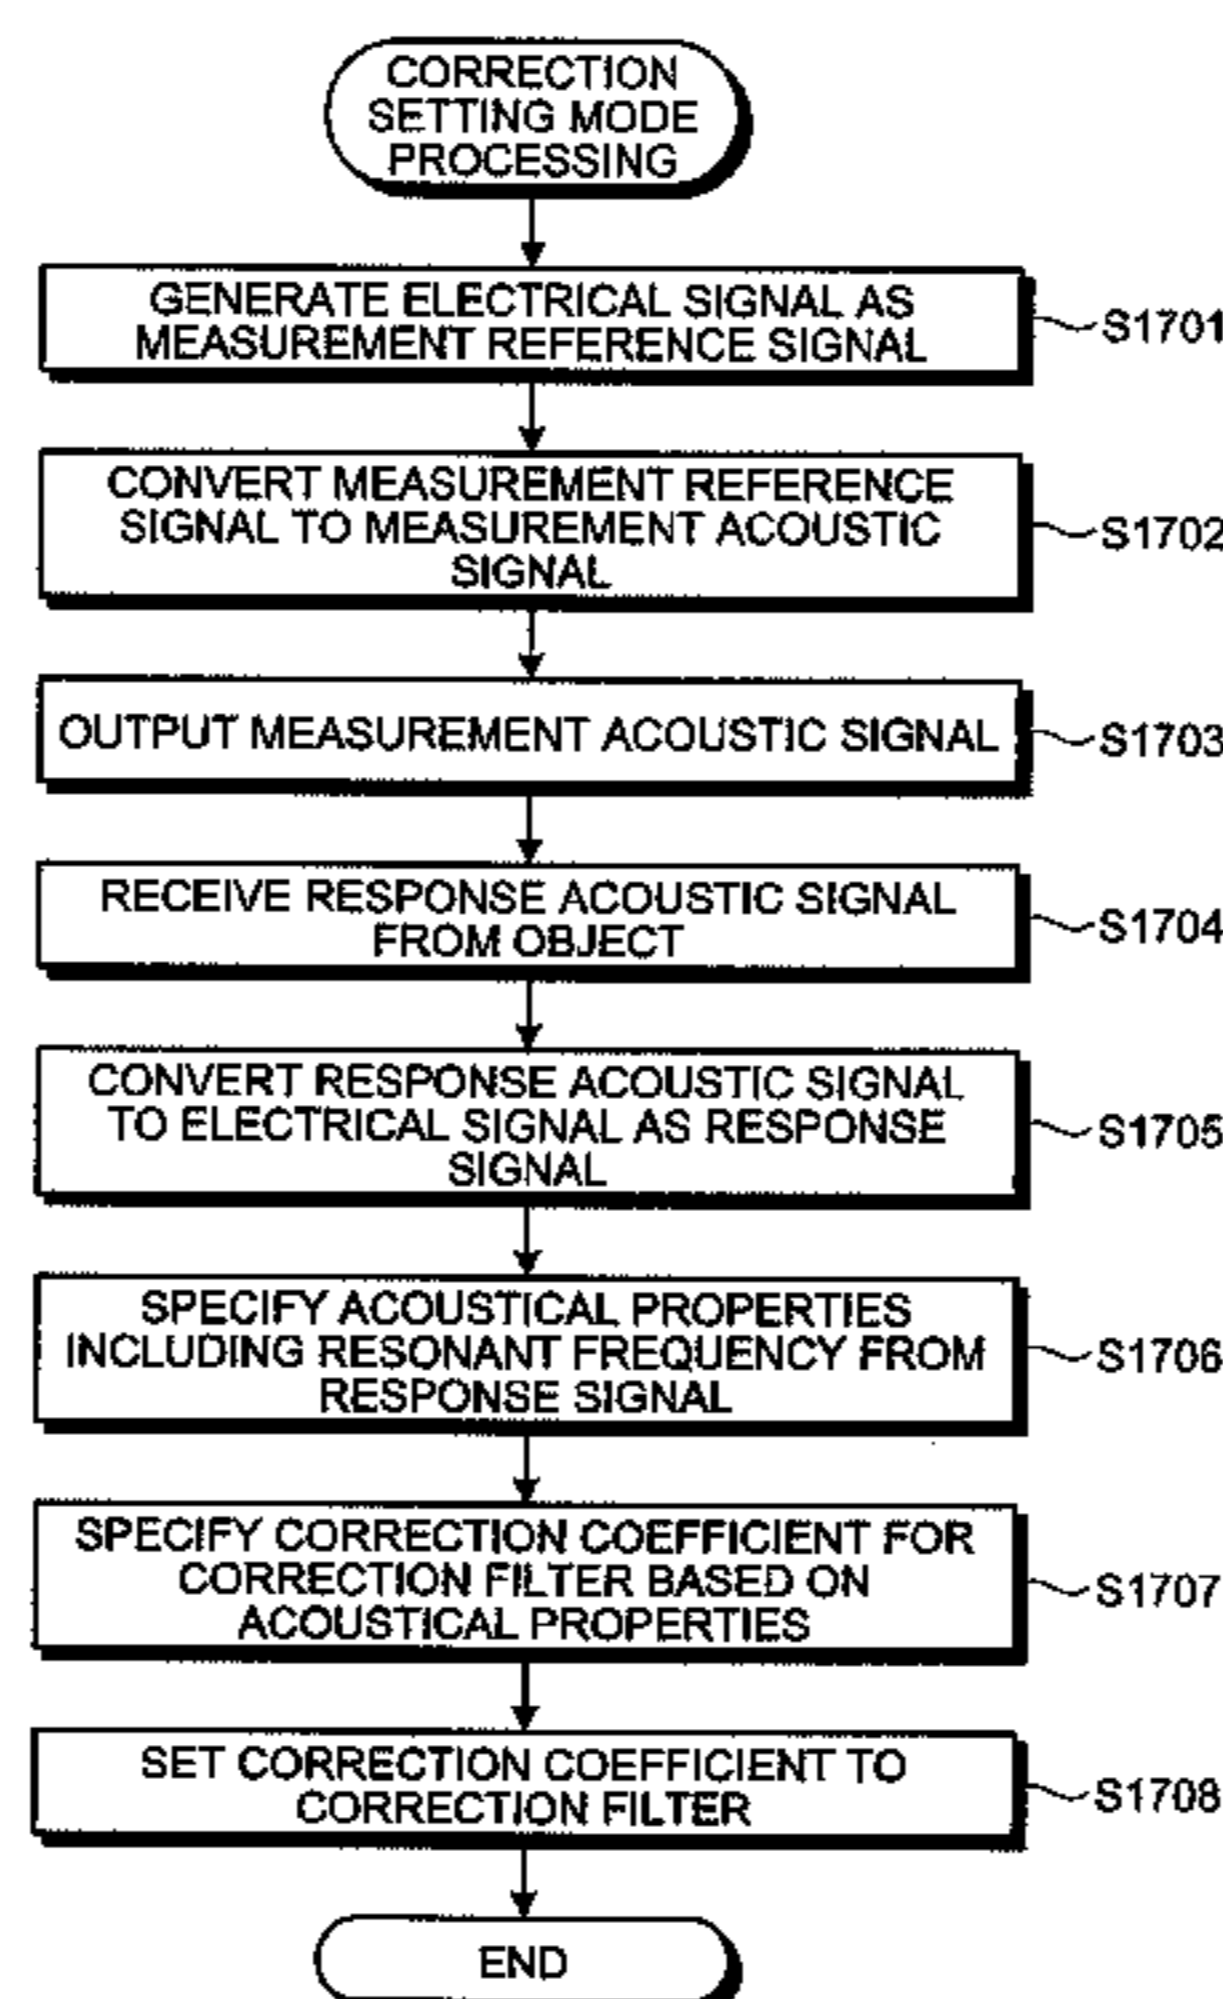 CORRECTION
SETTING MODE
PROCESSING
GENERATE ELECTRICAL SIGNAL AS
MEASUREMENT REFERENCE SIGNAL
S1701
CONVERT MEASUREMENT REFERENCE
SIGNAL TO MEASUREMENT ACOUSTIC
SIGNAL
S1702
OUTPUT MEASUREMENT ACOUSTIC SIGNAL
S1703
RECEIVE RESPONSE ACOUSTIC SIGNAL
FROM OBJECT
S1704
CONVERT RESPONSE ACOUSTIC SIGNAL
TO ELECTRICAL SIGNAL AS RESPONSE
SIGNAL
S1705
SPECIFY ACOUSTICAL PROPERTIES
INCLUDING RESONANT FREQUENCY FROM
RESPONSE SIGNAL
S1706
SPECIFY CORRECTION COEFFICIENT FOR
CORRECTION FILTER BASED ON
ACOUSTICAL PROPERTIES
S1707
SET CORRECTION COEFFICIENT TO
CORRECTION FILTER
S1708
END